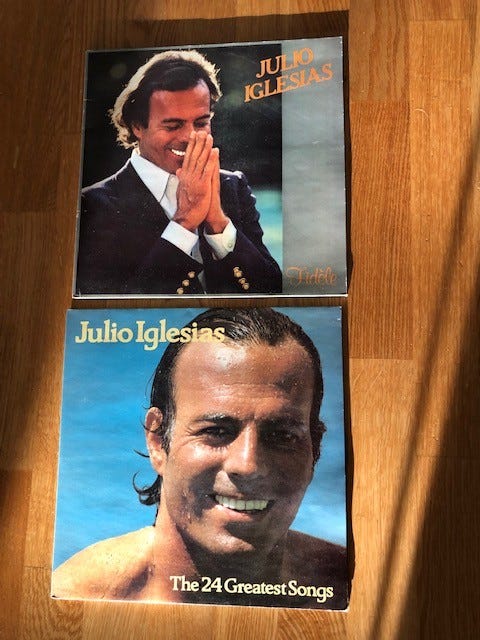 JULIO
IGLESIAS
Fidèle
Julio Iglesias
The 24 Greatest Songs